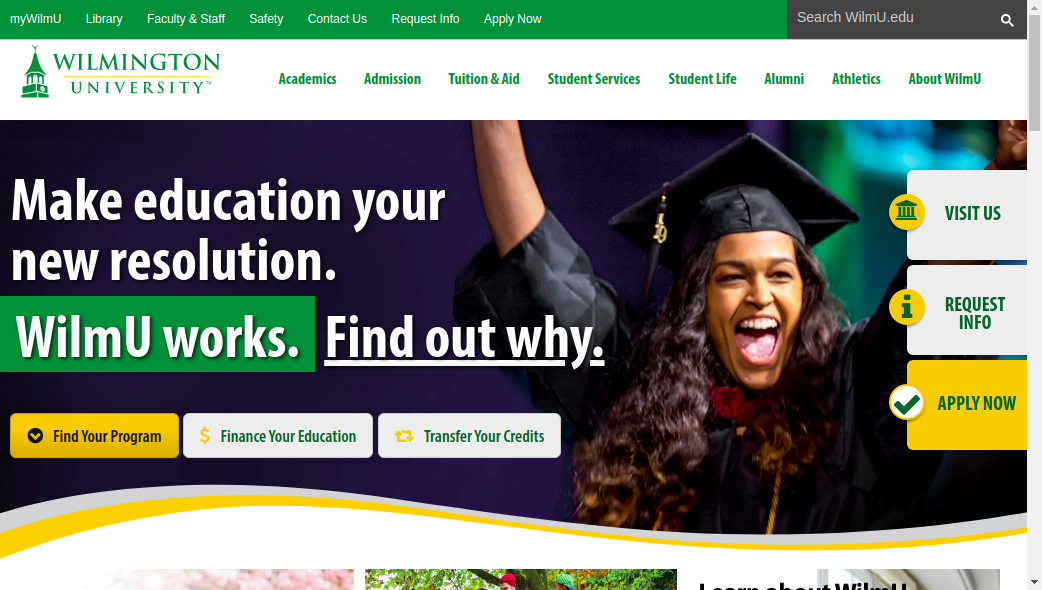 myWilmU Library Faculty & Staff Safety Contact Us Request Info Apply Now Search WilmU.edu
WILMINGTON
UNIVERSITY™
Academics Admission Tuition & Aid Student Services Student Life Alumni Athletics About WilmU
Make education your
new resolution.
WilmU works. Find out why.
VISIT US
REQUEST
INFO
APPLY NOW
Find Your Program Finance Your Education Transfer Your Credits
Learn about WilmU